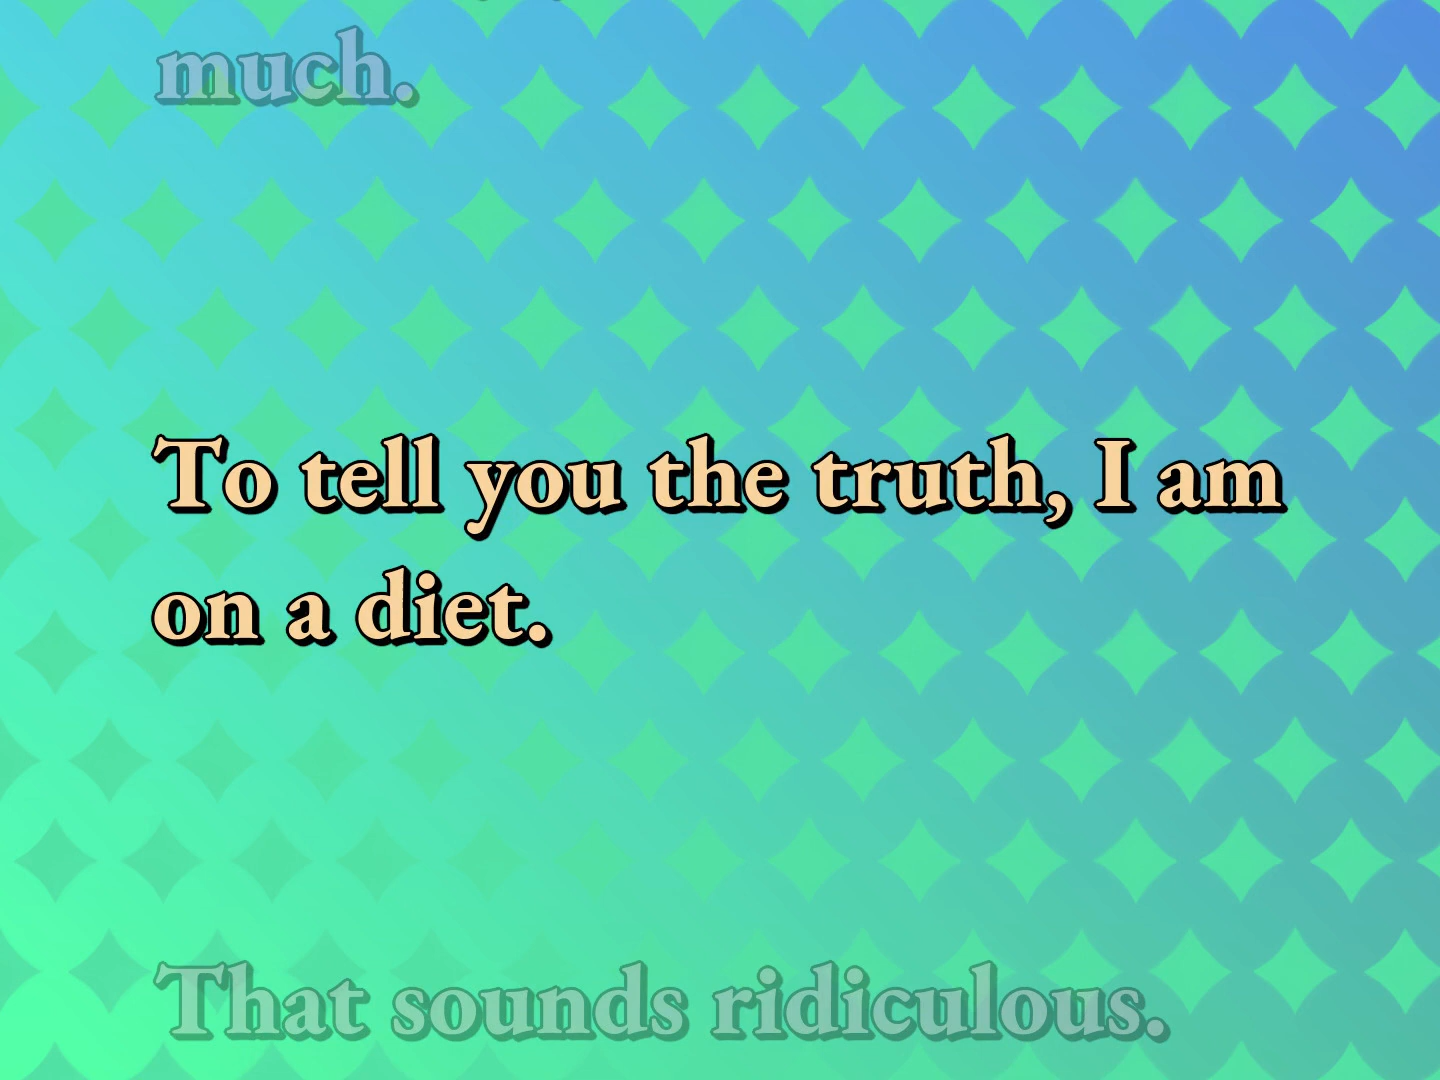 much.
To tell you the truth, I am
on a diet.
That sounds ridiculous.